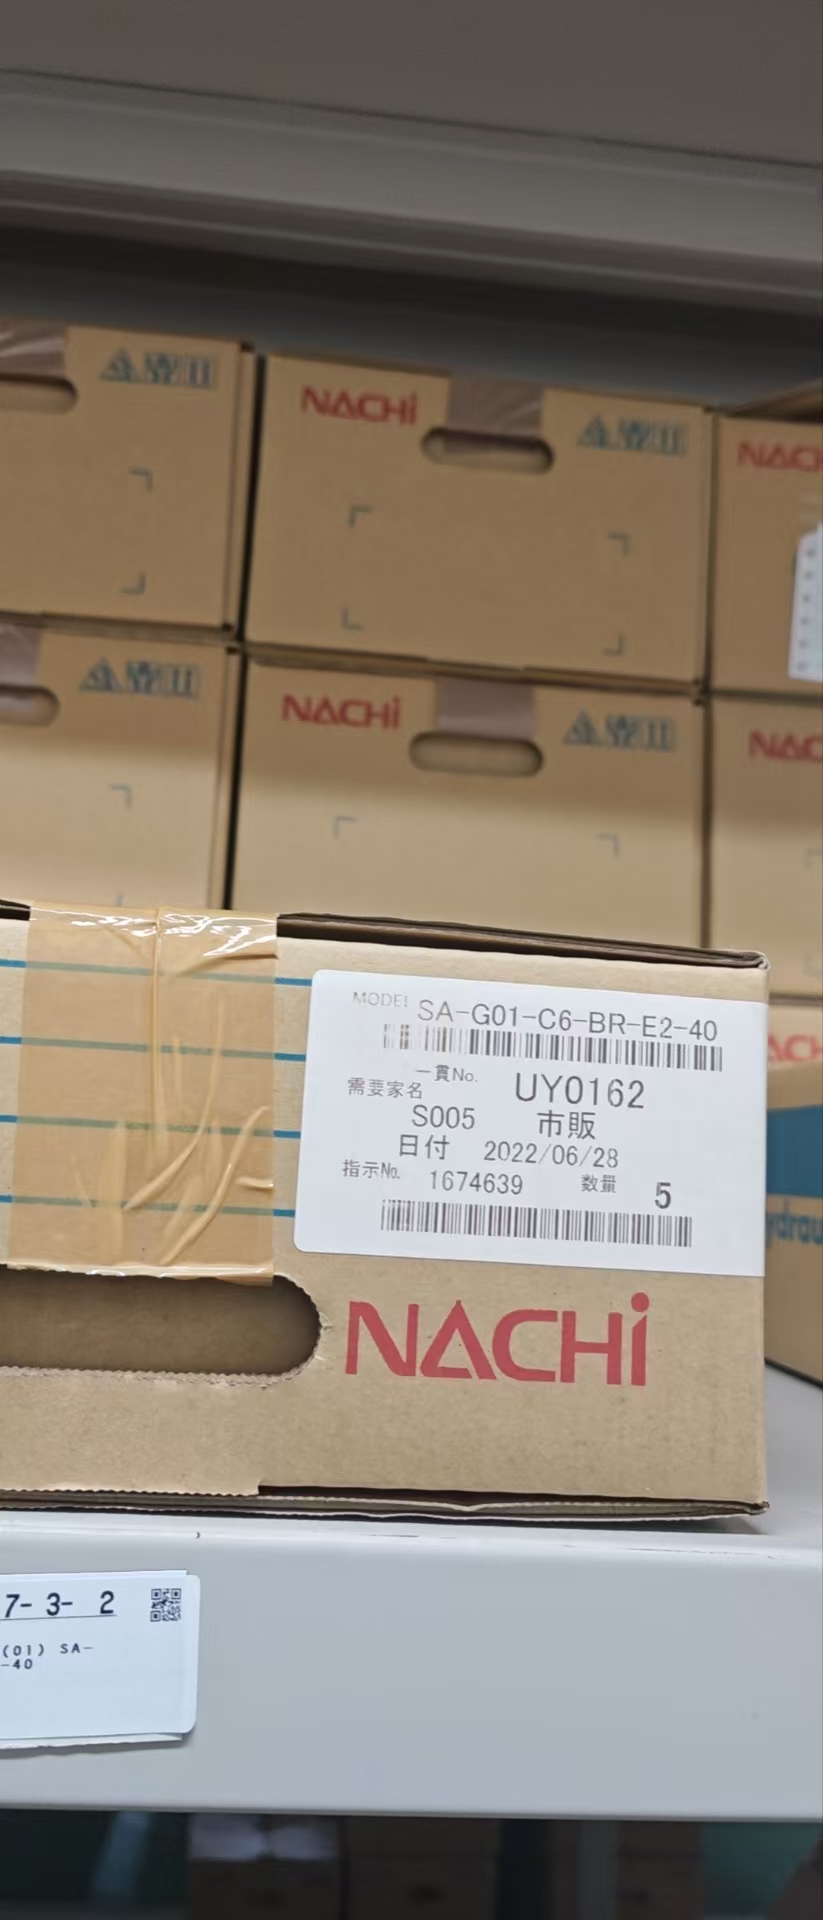 NACHi
NACHi
NACHi
MODEL SA-G01-C6-BR-E2-40
一貫No. UY0162
需要家名
S005 市販
日付 2022/06/28
指示No. 1674639 数量 5
NACHi
7- 3- 2
(01) SA-
-40